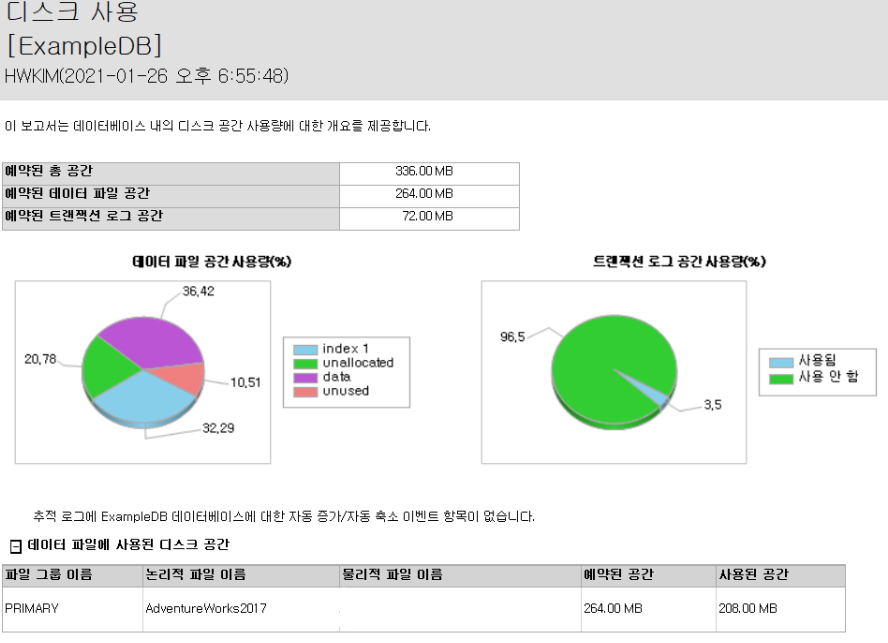 디스크 사용
[ExampleDB]
HWKIM(2021-01-26 오후 6:55:48)
이 보고서는 데이터베이스 내의 디스크 공간 사용량에 대한 개요를 제공합니다.
예약된 총 공간 336.00 MB
예약된 데이터 파일 공간 264.00 MB
예약된 트랜잭션 로그 공간 72.00 MB
데이터 파일 공간 사용량(%)
36,42
20,78
10,51
32,29
index 1
unallocated
data
unused
트랜잭션 로그 공간 사용량(%)
96,5
3,5
사용됨
사용 안 함
추적 로그에 ExampleDB 데이터베이스에 대한 자동 증가/자동 축소 이벤트 항목이 없습니다.
데이터 파일에 사용된 디스크 공간
파일 그룹 이름 논리적 파일 이름 물리적 파일 이름 예약된 공간 사용된 공간
PRIMARY AdventureWorks2017 264.00 MB 208.00 MB